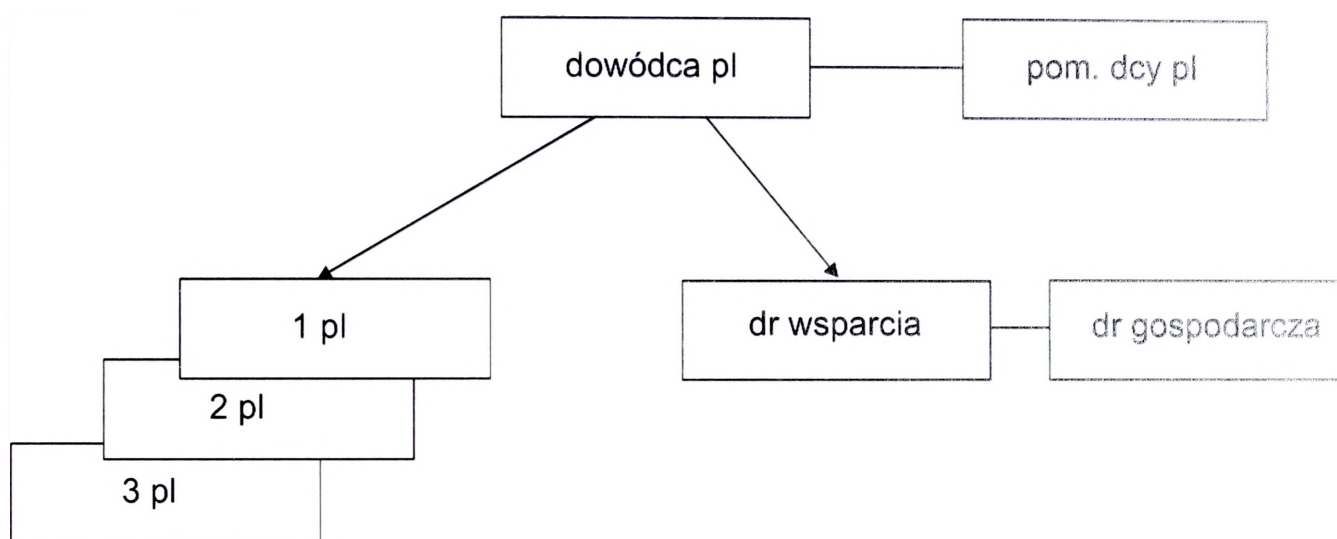 dowódca pl
pom. dcy pl
1 pl
dr wsparcia
dr gospodarcza
2 pl
3 pl